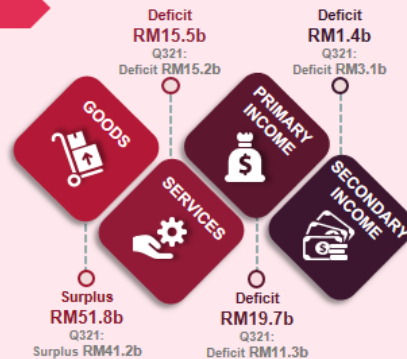 Deficit
RM15.5b
Q321:
Deficit RM15.2b
Deficit
RM1.4b
Q321:
Deficit RM3.1b
GOODS
SERVICES
PRIMARY
INCOME
SECONDARY
INCOME
Surplus
RM51.8b
Q321:
Surplus RM41.2b
Deficit
RM19.7b
Q321:
Deficit RM11.3b